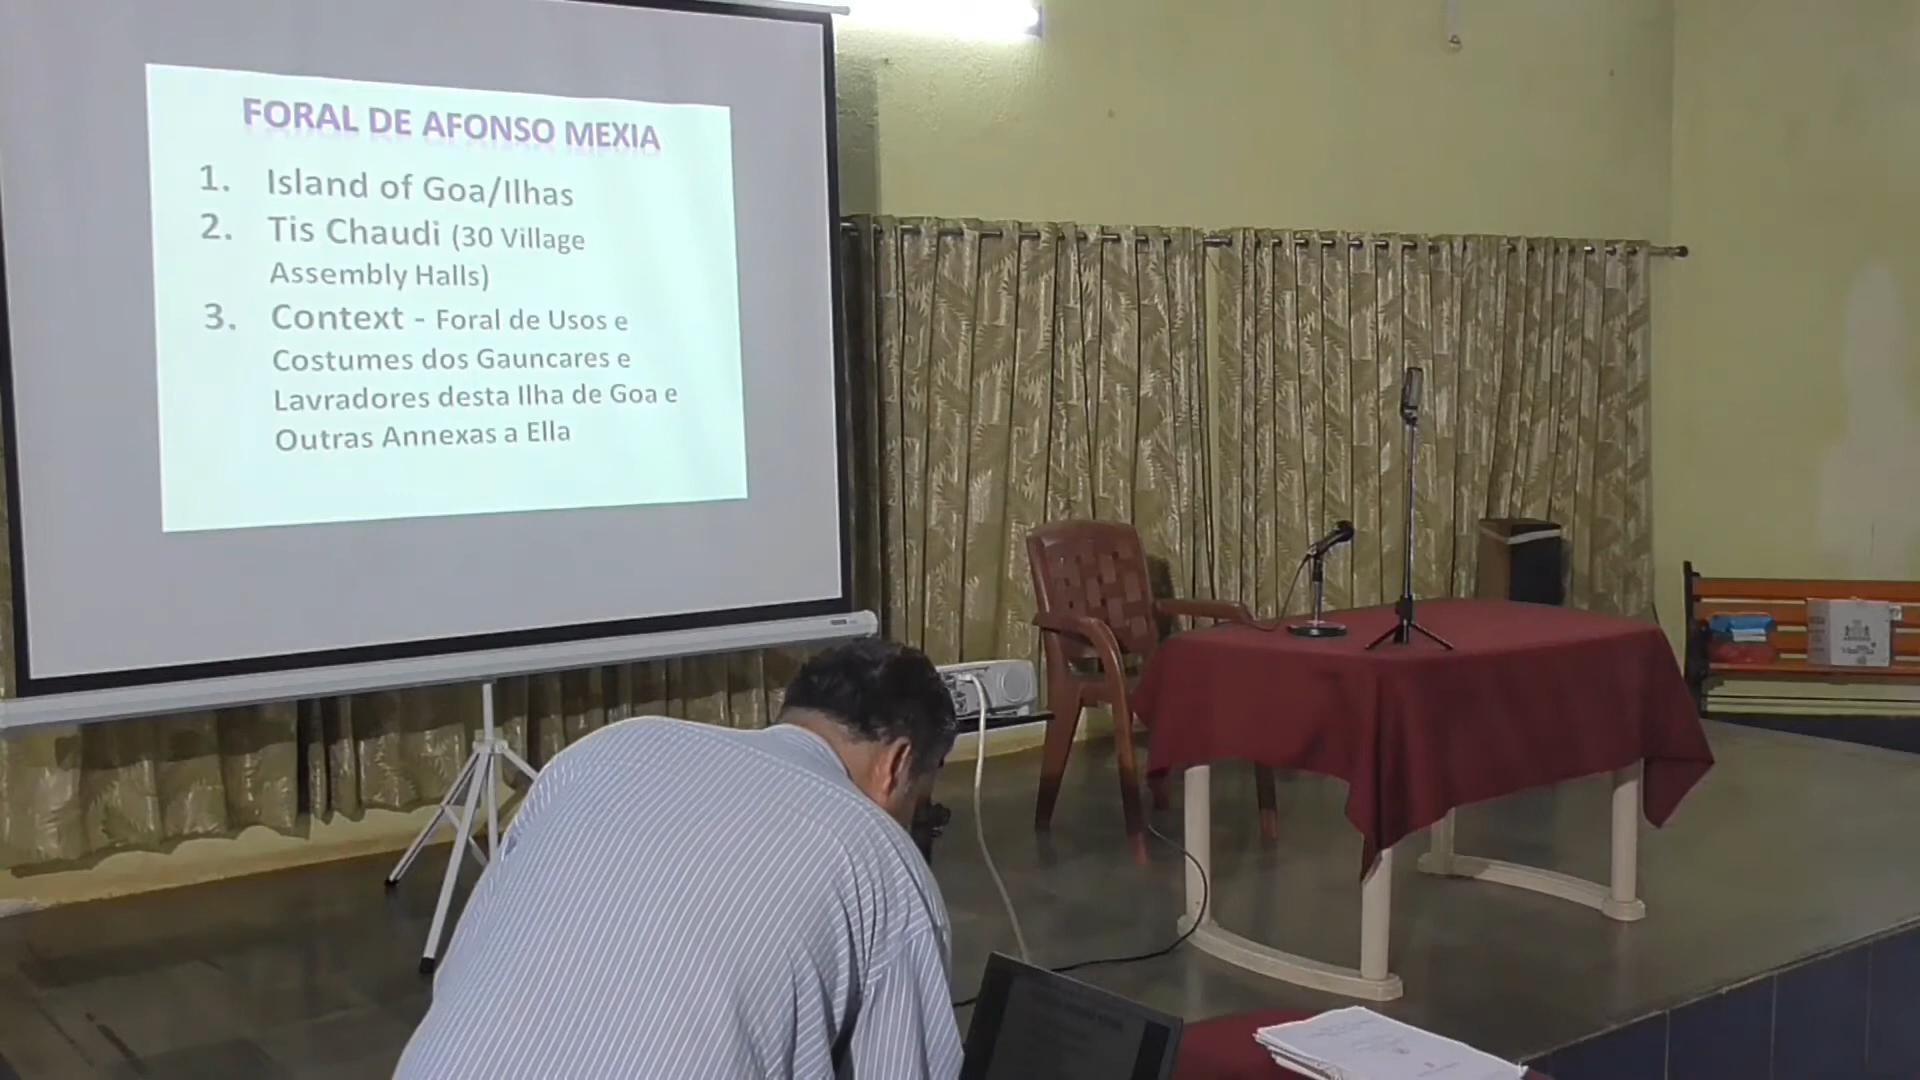 FORAL DE AFONSO MEXIA
1. Island of Goa/Ilhas
2. Tis Chaudi (30 Village
Assembly Halls)
3. Context - Foral de Usos e
Costumes dos Gauncares e
Lavradores desta Ilha de Goa e
Outras Annexas a Ella